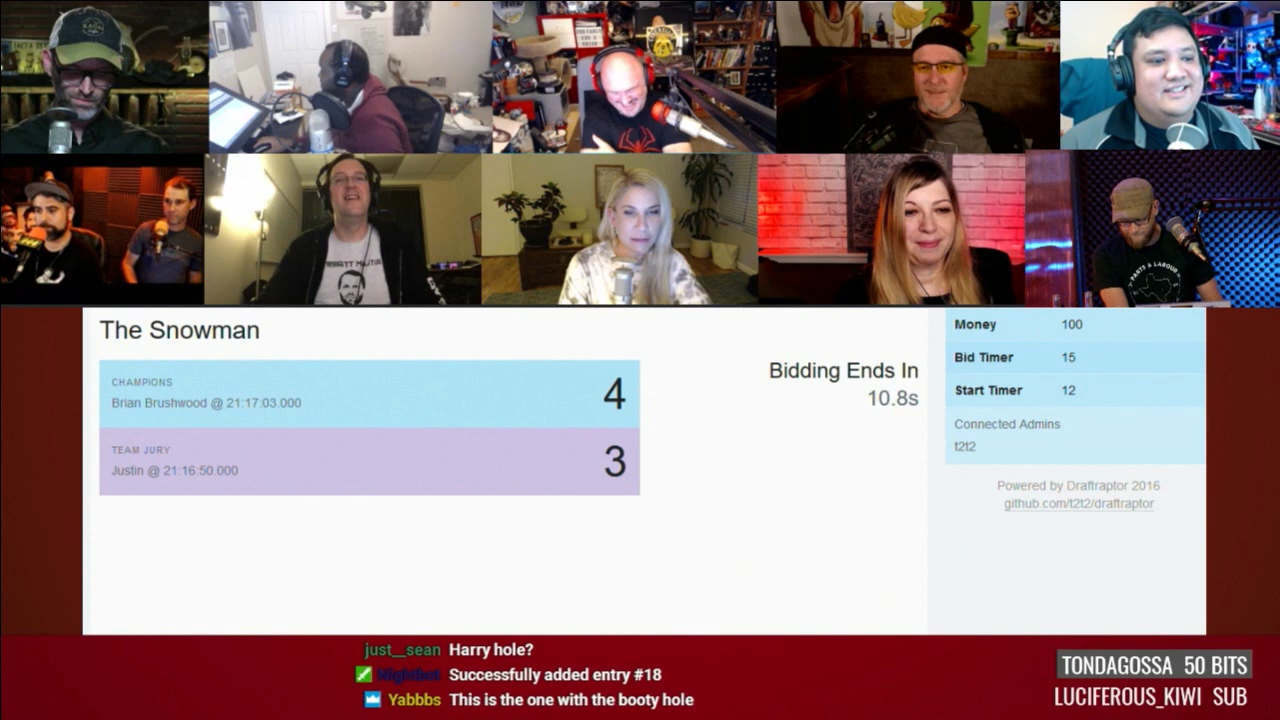 PARTS & LABOUR
The Snowman
CHAMPIONS
Brian Brushwood @ 21:17:03.000
4
TEAM JURY
Justin @ 21:16:50.000
3
Bidding Ends In
10.8s
Money 100
Bid Timer 15
Start Timer 12
Connected Admins
t2t2
Powered by Draftraptor 2016
github.com/t2t2/draftraptor
just__sean Harry hole?
Nightbot Successfully added entry #18
Yabbbs This is the one with the booty hole
TONDAGOSSA 50 BITS
LUCIFEROUS_KIWI SUB